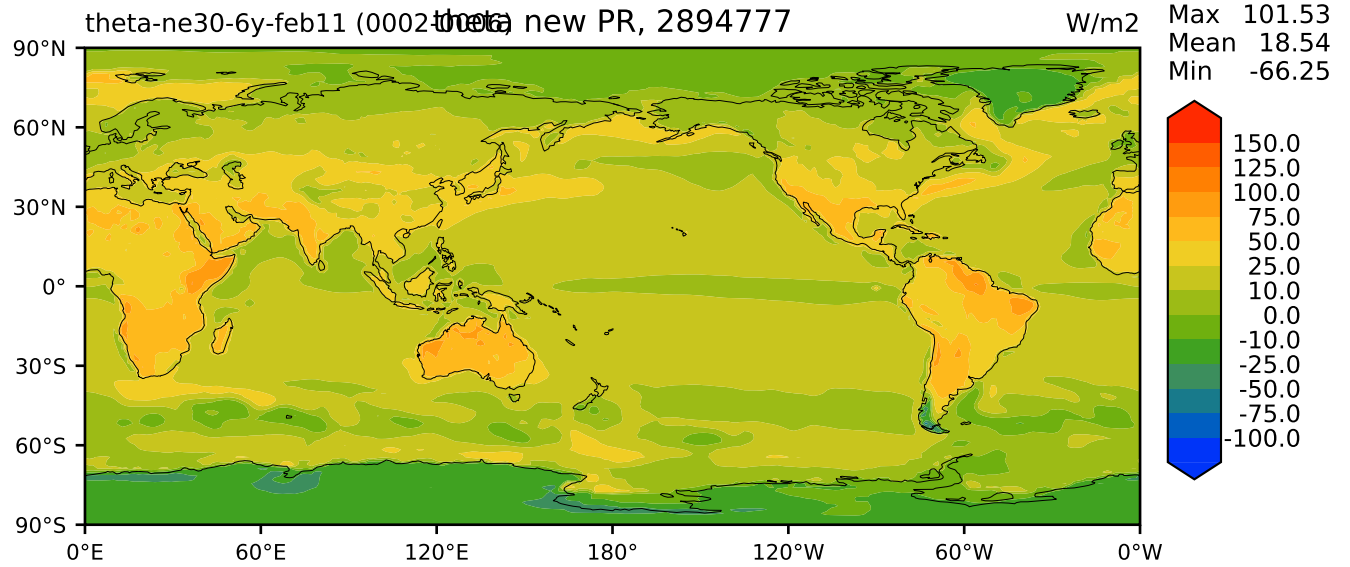 theta-ne30-6y-feb11 (0002-0006) theta new PR, 2894777 W/m2
Max 101.53
Mean 18.54
Min -66.25
90°N
60°N
30°N
0°
30°S
60°S
90°S
0°E 60°E 120°E 180° 120°W 60°W 0°W
150.0
125.0
100.0
75.0
50.0
25.0
10.0
0.0
-10.0
-25.0
-50.0
-75.0
-100.0